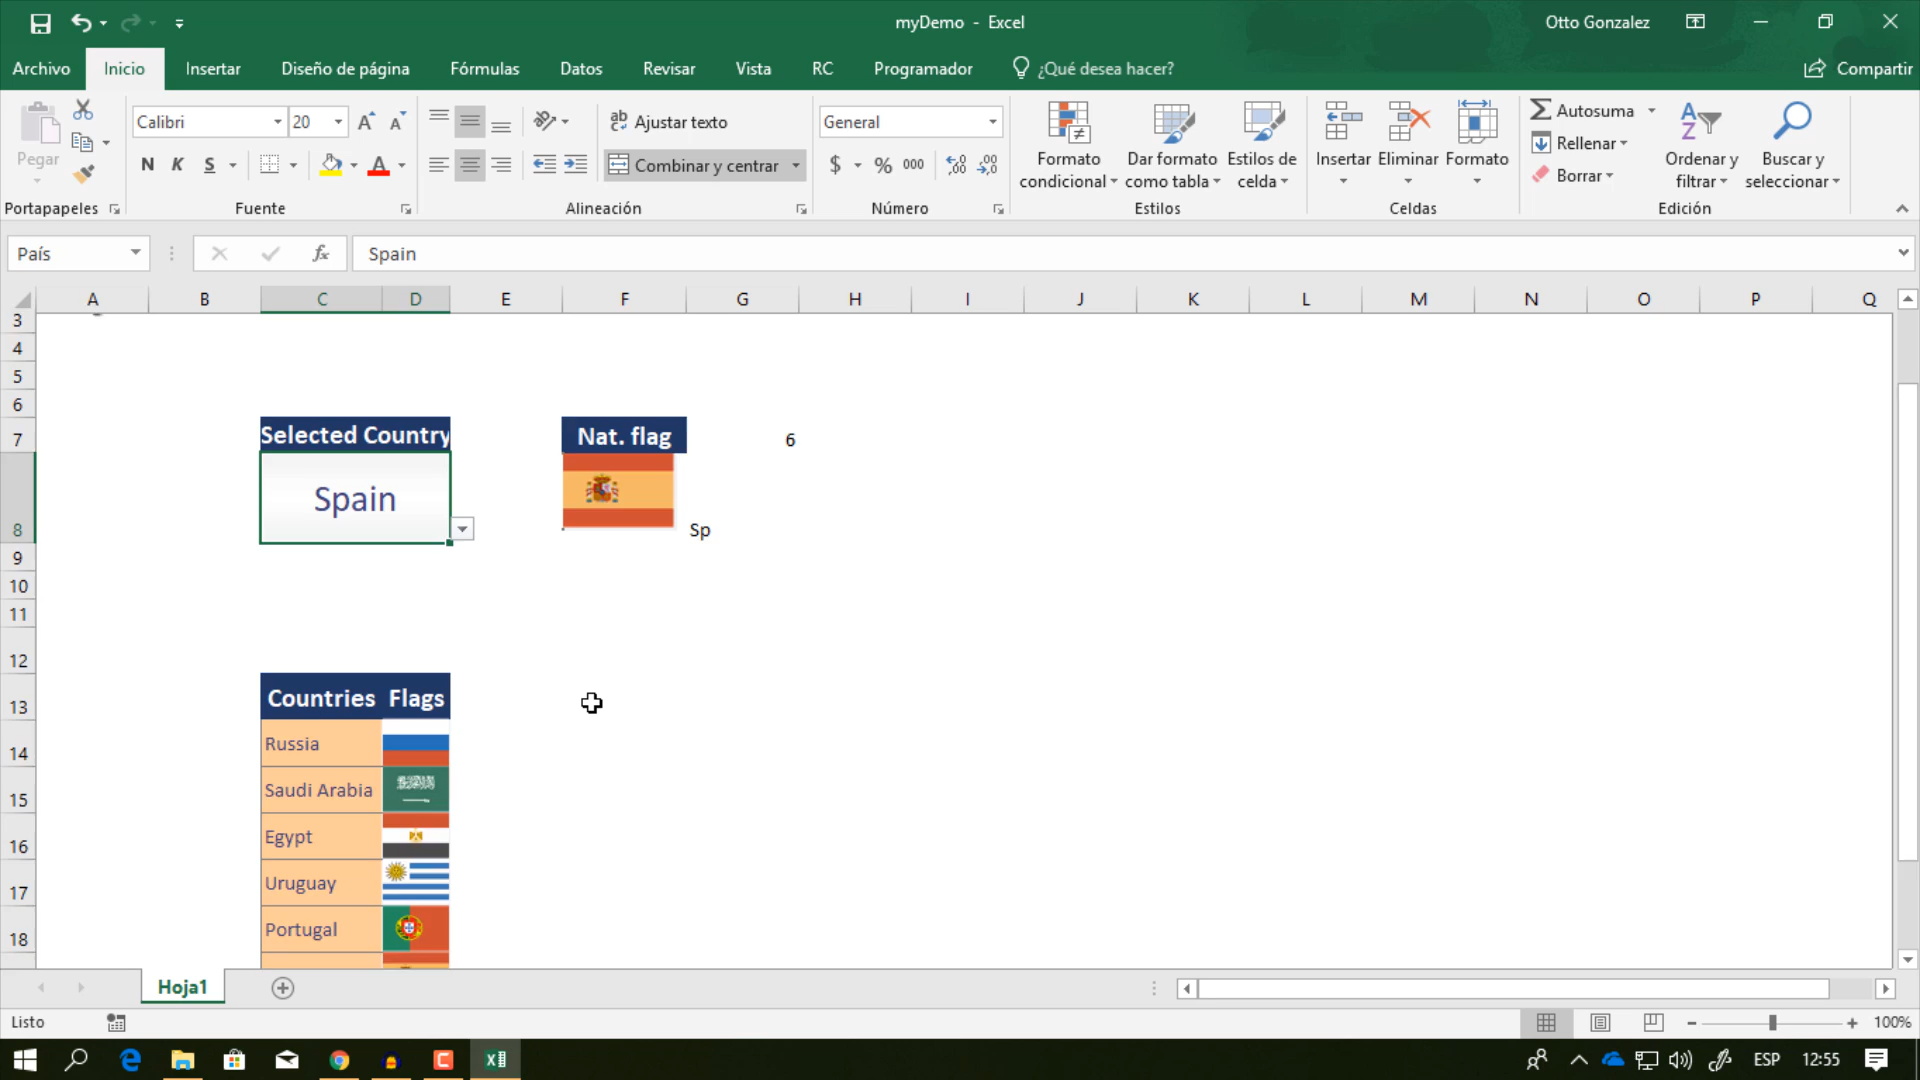 myDemo - Excel
Otto Gonzalez
Archivo Inicio Insertar Diseño de página Fórmulas Datos Revisar Vista RC Programador ¿Qué desea hacer? Compartir
Pegar
Calibri 20
N K S
Ajustar texto
Combinar y centrar
General
$ % 000
Formato condicional
Dar formato como tabla
Estilos de celda
Insertar Eliminar Formato
Autosuma
Rellenar
Borrar
Ordenar y filtrar
Buscar y seleccionar
Portapapeles Fuente Alineación Número Estilos Celdas Edición
País fx Spain
A B C D E F G H I J K L M N O P Q
3
4
5
6
7 Selected Country Nat. flag 6
8 Spain Sp
9
10
11
12
13 Countries Flags
14 Russia
15 Saudi Arabia
16 Egypt
17 Uruguay
18 Portugal
Hoja1
Listo 100%
ESP 12:55